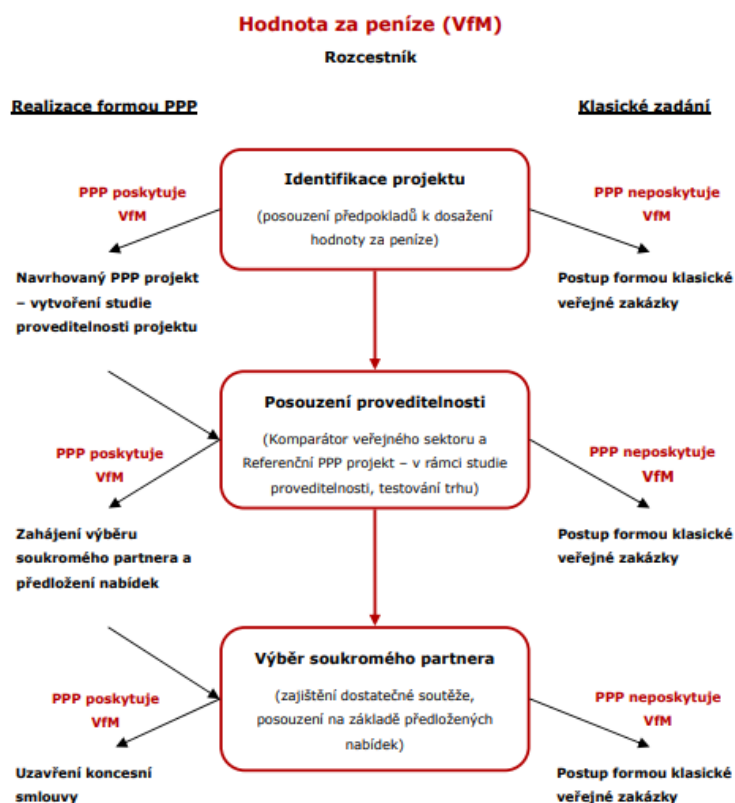 Hodnota za peníze (VfM)
Rozcestník
Realizace formou PPP
Klasické zadání
Identifikace projektu
(posouzení předpokladů k dosažení
hodnoty za peníze)
PPP poskytuje
VfM
PPP neposkytuje
VfM
Navrhovaný PPP projekt
– vytvoření studie
proveditelnosti projektu
Postup formou klasické
veřejné zakázky
Posouzení proveditelnosti
(Komparátor veřejného sektoru a
Referenční PPP projekt – v rámci studie
proveditelnosti, testování trhu)
PPP poskytuje
VfM
PPP neposkytuje
VfM
Zahájení výběru
soukromého partnera a
předložení nabídek
Postup formou klasické
veřejné zakázky
Výběr soukromého partnera
(zajištění dostatečné soutěže,
posouzení na základě předložených
nabídek)
PPP poskytuje
VfM
PPP neposkytuje
VfM
Uzavření koncesní
smlouvy
Postup formou klasické
veřejné zakázky